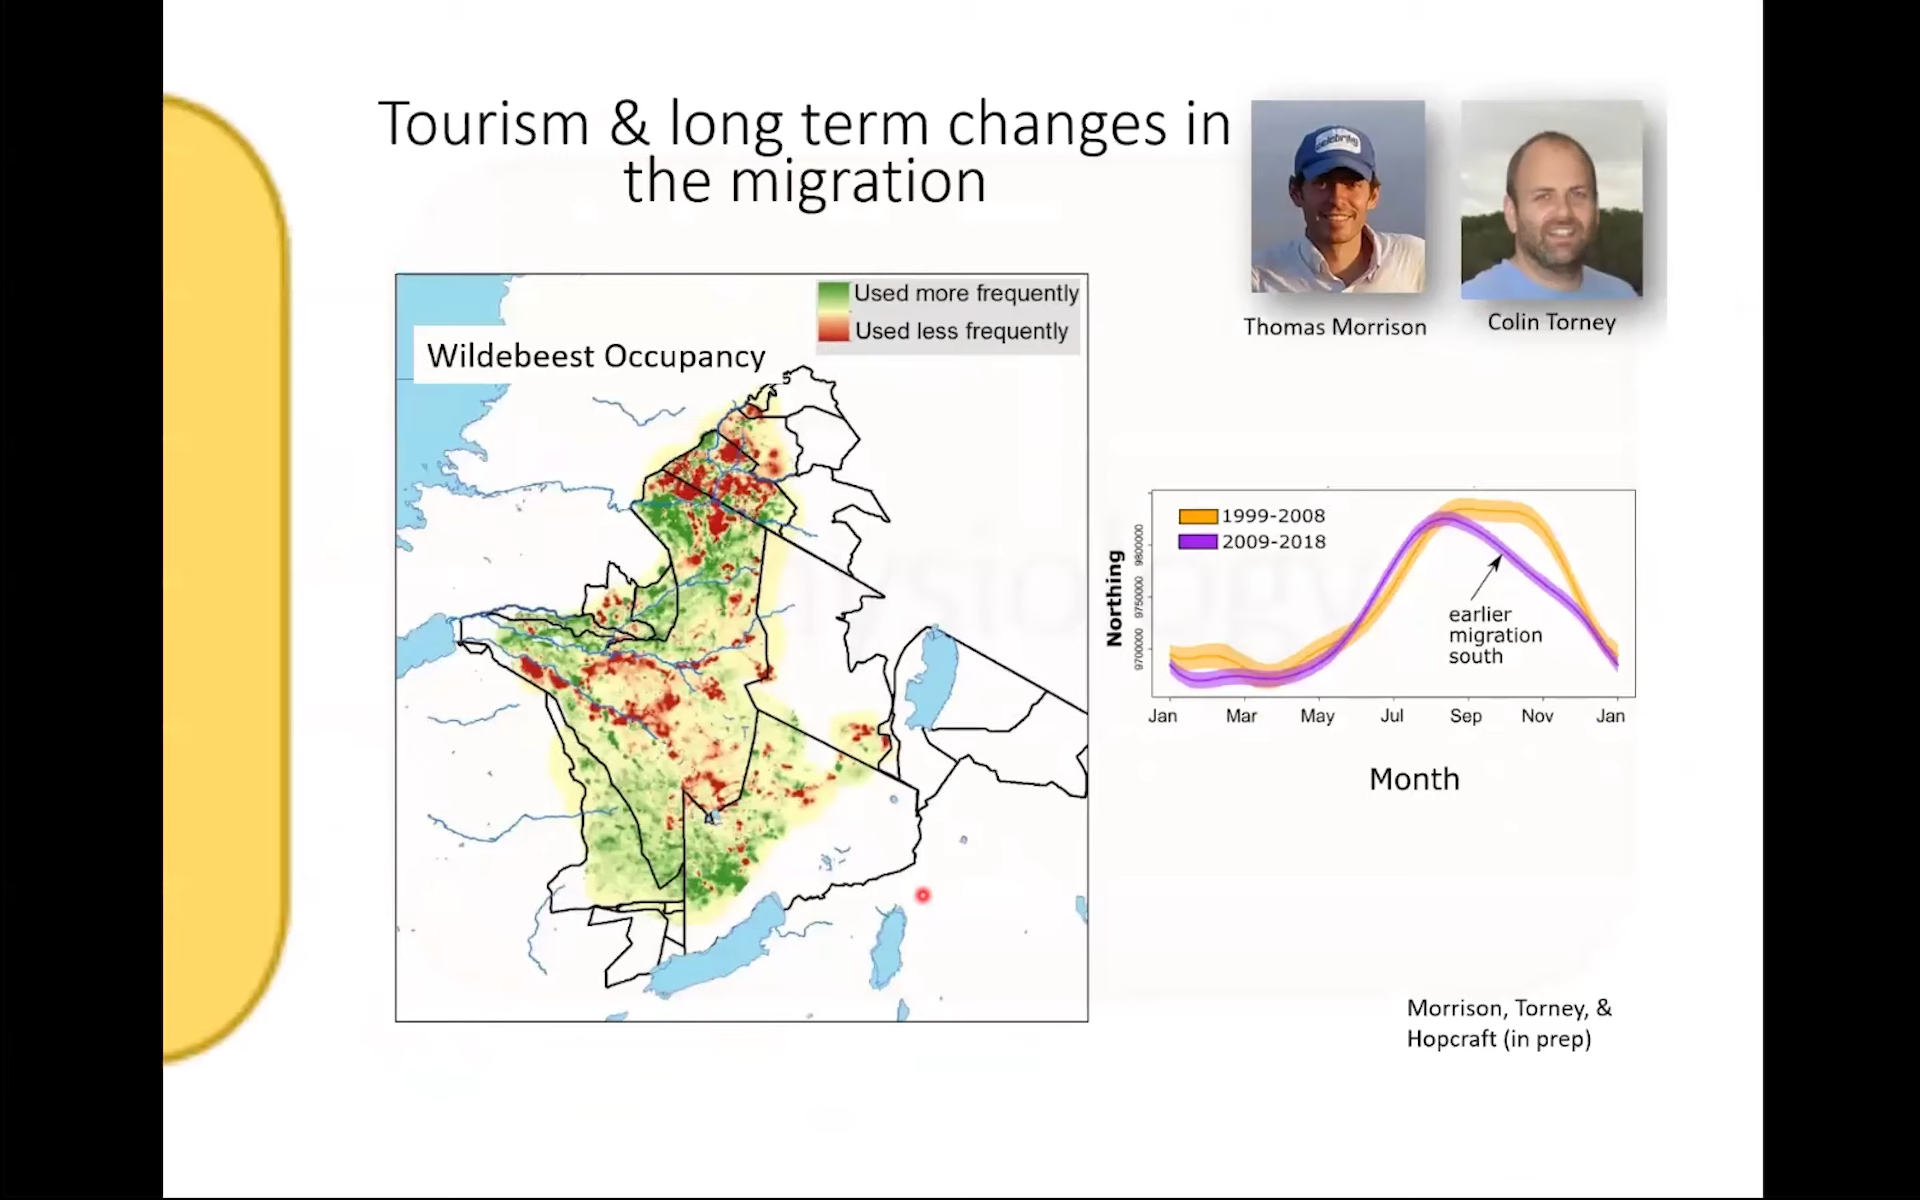 Tourism & long term changes in
the migration
Thomas Morrison
Colin Torney
Used more frequently
Used less frequently
Wildebeest Occupancy
1999-2008
2009-2018
Northing
9800000
9750000
9700000
earlier
migration
south
Jan Mar May Jul Sep Nov Jan
Month
Morrison, Torney, &
Hopcraft (in prep)